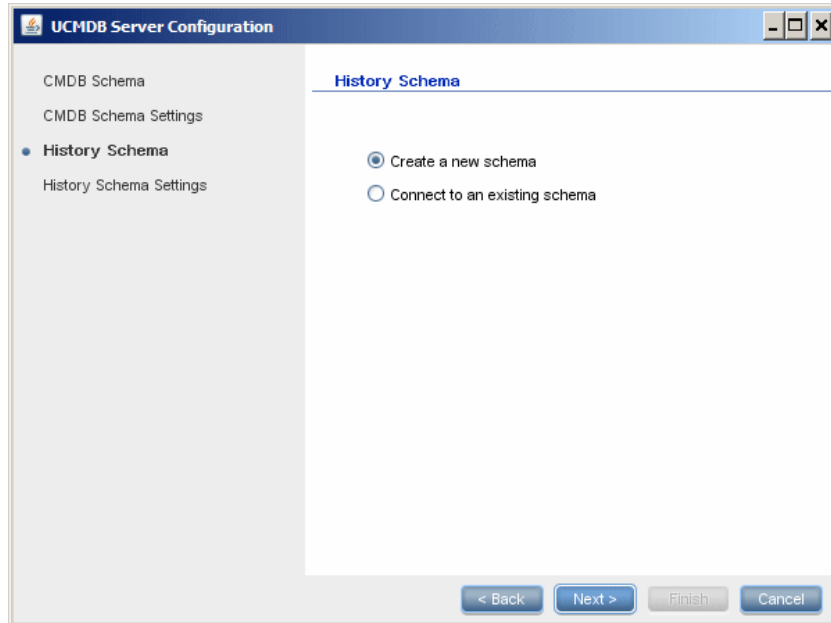 UCMDB Server Configuration
CMDB Schema
CMDB Schema Settings
History Schema
History Schema Settings
History Schema
Create a new schema
Connect to an existing schema
< Back
Next >
Finish
Cancel